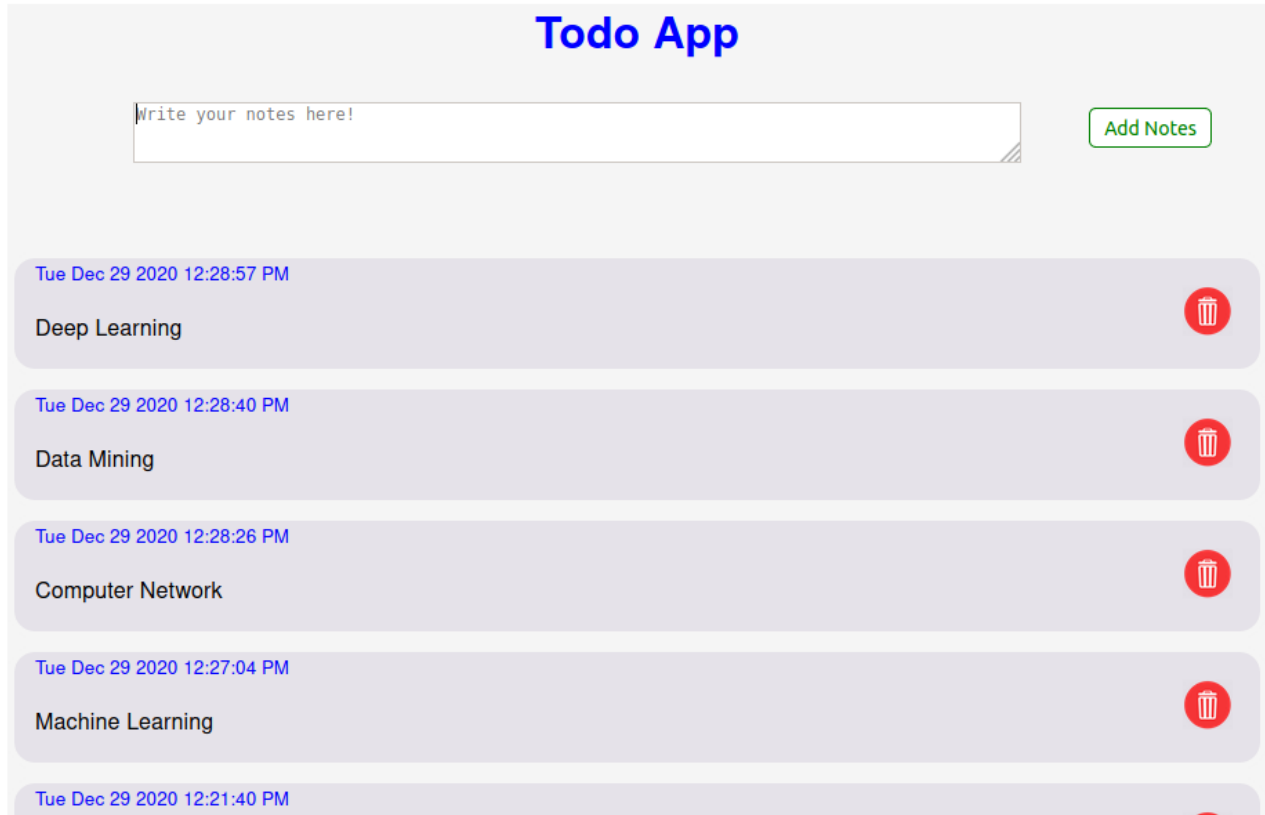 Todo App
Write your notes here!
Add Notes
Tue Dec 29 2020 12:28:57 PM
Deep Learning
Tue Dec 29 2020 12:28:40 PM
Data Mining
Tue Dec 29 2020 12:28:26 PM
Computer Network
Tue Dec 29 2020 12:27:04 PM
Machine Learning
Tue Dec 29 2020 12:21:40 PM